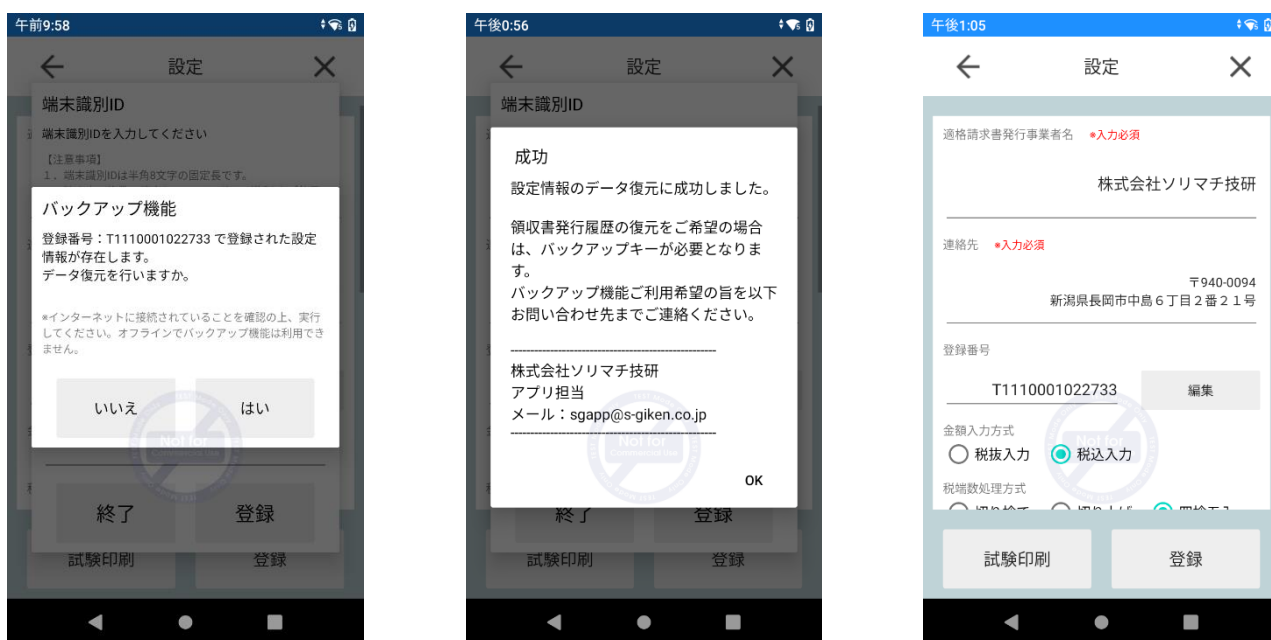 午前9:58
設定
端末識別ID
端末識別IDを入力してください
【注意事項】
1．端末識別IDは半角8文字の固定長です。
バックアップ機能
登録番号：T1110001022733 で登録された設定
情報が存在します。
データ復元を行いますか。
※インターネットに接続されていることを確認の上、実行
してください。オフラインでバックアップ機能は利用でき
ません。
いいえ
はい
Not for
Commercial Use
終了
登録
試験印刷
登録
午後0:56
設定
端末識別ID
成功
設定情報のデータ復元に成功しました。
領収書発行履歴の復元をご希望の場合
は、バックアップキーが必要となりま
す。
バックアップ機能ご利用希望の旨を以下
お問い合わせ先までご連絡ください。
--------------------------------------------------
株式会社ソリマチ技研
アプリ担当
メール：sgapp@s-giken.co.jp
--------------------------------------------------
Not for
Commercial Use
OK
終了
登録
試験印刷
登録
午後1:05
設定
適格請求書発行事業者名 ※入力必須
株式会社ソリマチ技研
連絡先 ※入力必須
〒940-0094
新潟県長岡市中島６丁目２番２１号
登録番号
T1110001022733
編集
金額入力方式
税抜入力
税込入力
Not for
Commercial Use
税端数処理方式
試験印刷
登録